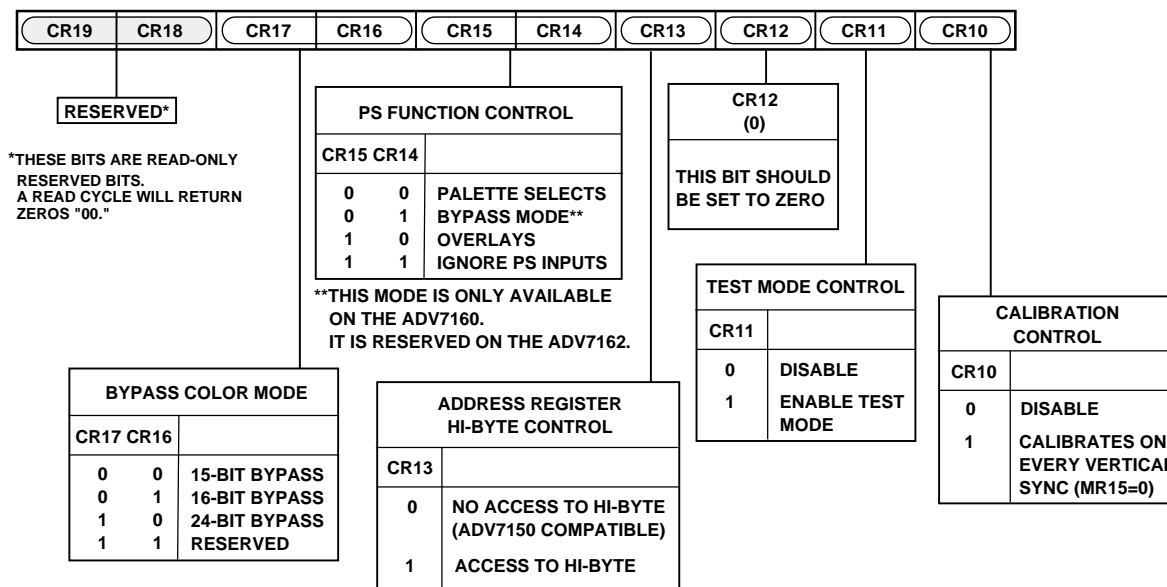 CR19 CR18 CR17 CR16 CR15 CR14 CR13 CR12 CR11 CR10
RESERVED*
*THESE BITS ARE READ-ONLY
RESERVED BITS.
A READ CYCLE WILL RETURN
ZEROS "00."
PS FUNCTION CONTROL
CR15 CR14
0 0 PALETTE SELECTS
0 1 BYPASS MODE**
1 0 OVERLAYS
1 1 IGNORE PS INPUTS
**THIS MODE IS ONLY AVAILABLE
ON THE ADV7160.
IT IS RESERVED ON THE ADV7162.
CR12
(0)
THIS BIT SHOULD
BE SET TO ZERO
TEST MODE CONTROL
CR11
0 DISABLE
1 ENABLE TEST
MODE
CALIBRATION
CONTROL
CR10
0 DISABLE
1 CALIBRATES ON
EVERY VERTICAL
SYNC (MR15=0)
BYPASS COLOR MODE
CR17 CR16
0 0 15-BIT BYPASS
0 1 16-BIT BYPASS
1 0 24-BIT BYPASS
1 1 RESERVED
ADDRESS REGISTER
HI-BYTE CONTROL
CR13
0 NO ACCESS TO HI-BYTE
(ADV7150 COMPATIBLE)
1 ACCESS TO HI-BYTE